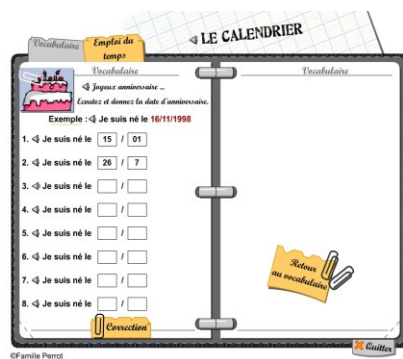 Vocabulaire
Emploi du
temps
LE CALENDRIER
Vocabulaire
Vocabulaire
Joyeux anniversaire ...
Ecoutez et donnez la date d'anniversaire.
Exemple : Je suis né le 16/11/1998
1. Je suis né le 15 / 01
2. Je suis né le 26 / 7
3. Je suis né le /
4. Je suis né le /
5. Je suis né le /
6. Je suis né le /
7. Je suis né le /
8. Je suis né le /
Correction
Retour
au vocabulaire
Quitter
©Famille Perrot